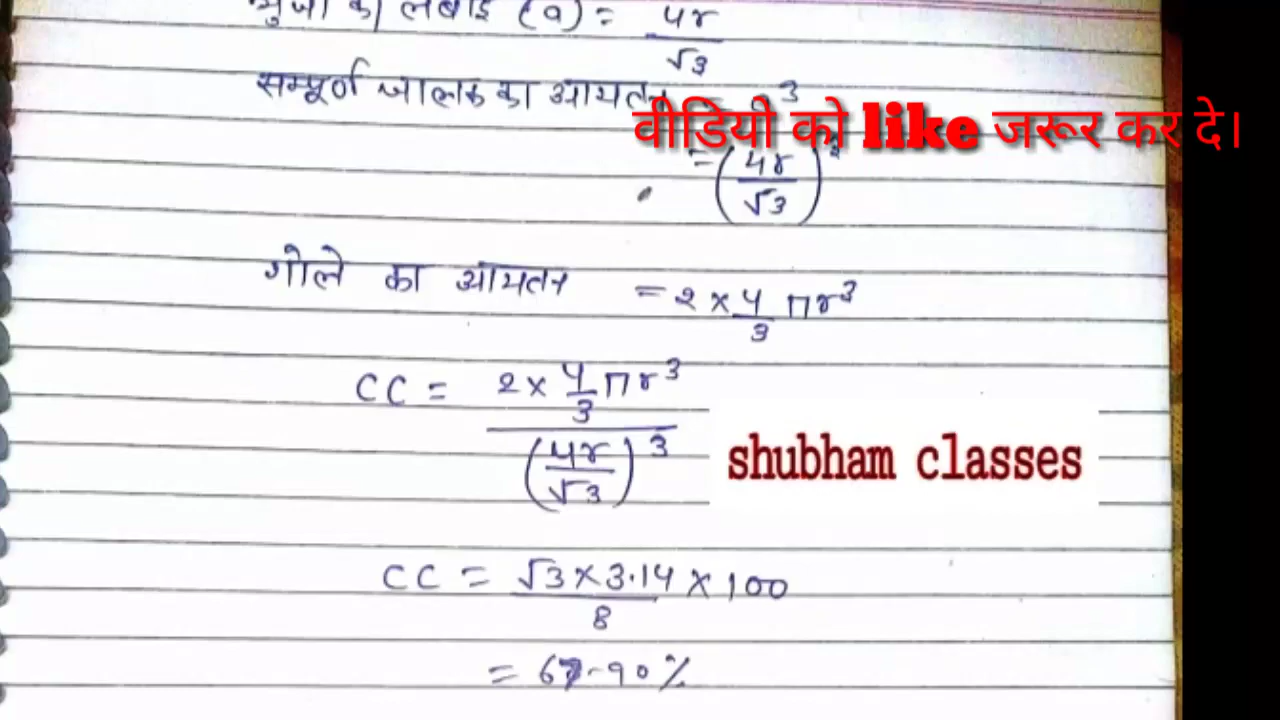 भुजा की लंबाई (a) = 4r/√3
सम्पूर्ण जालक का आयतन = a³
वीडियो को like जरूर कर दे।
= (4r/√3)³
गोले का आयतन = 2 × 4/3 πr³
CC = 2 × 4/3 πr³ / (4r/√3)³
shubham classes
CC = √3 × 3.14 / 8 × 100
= 67.90%